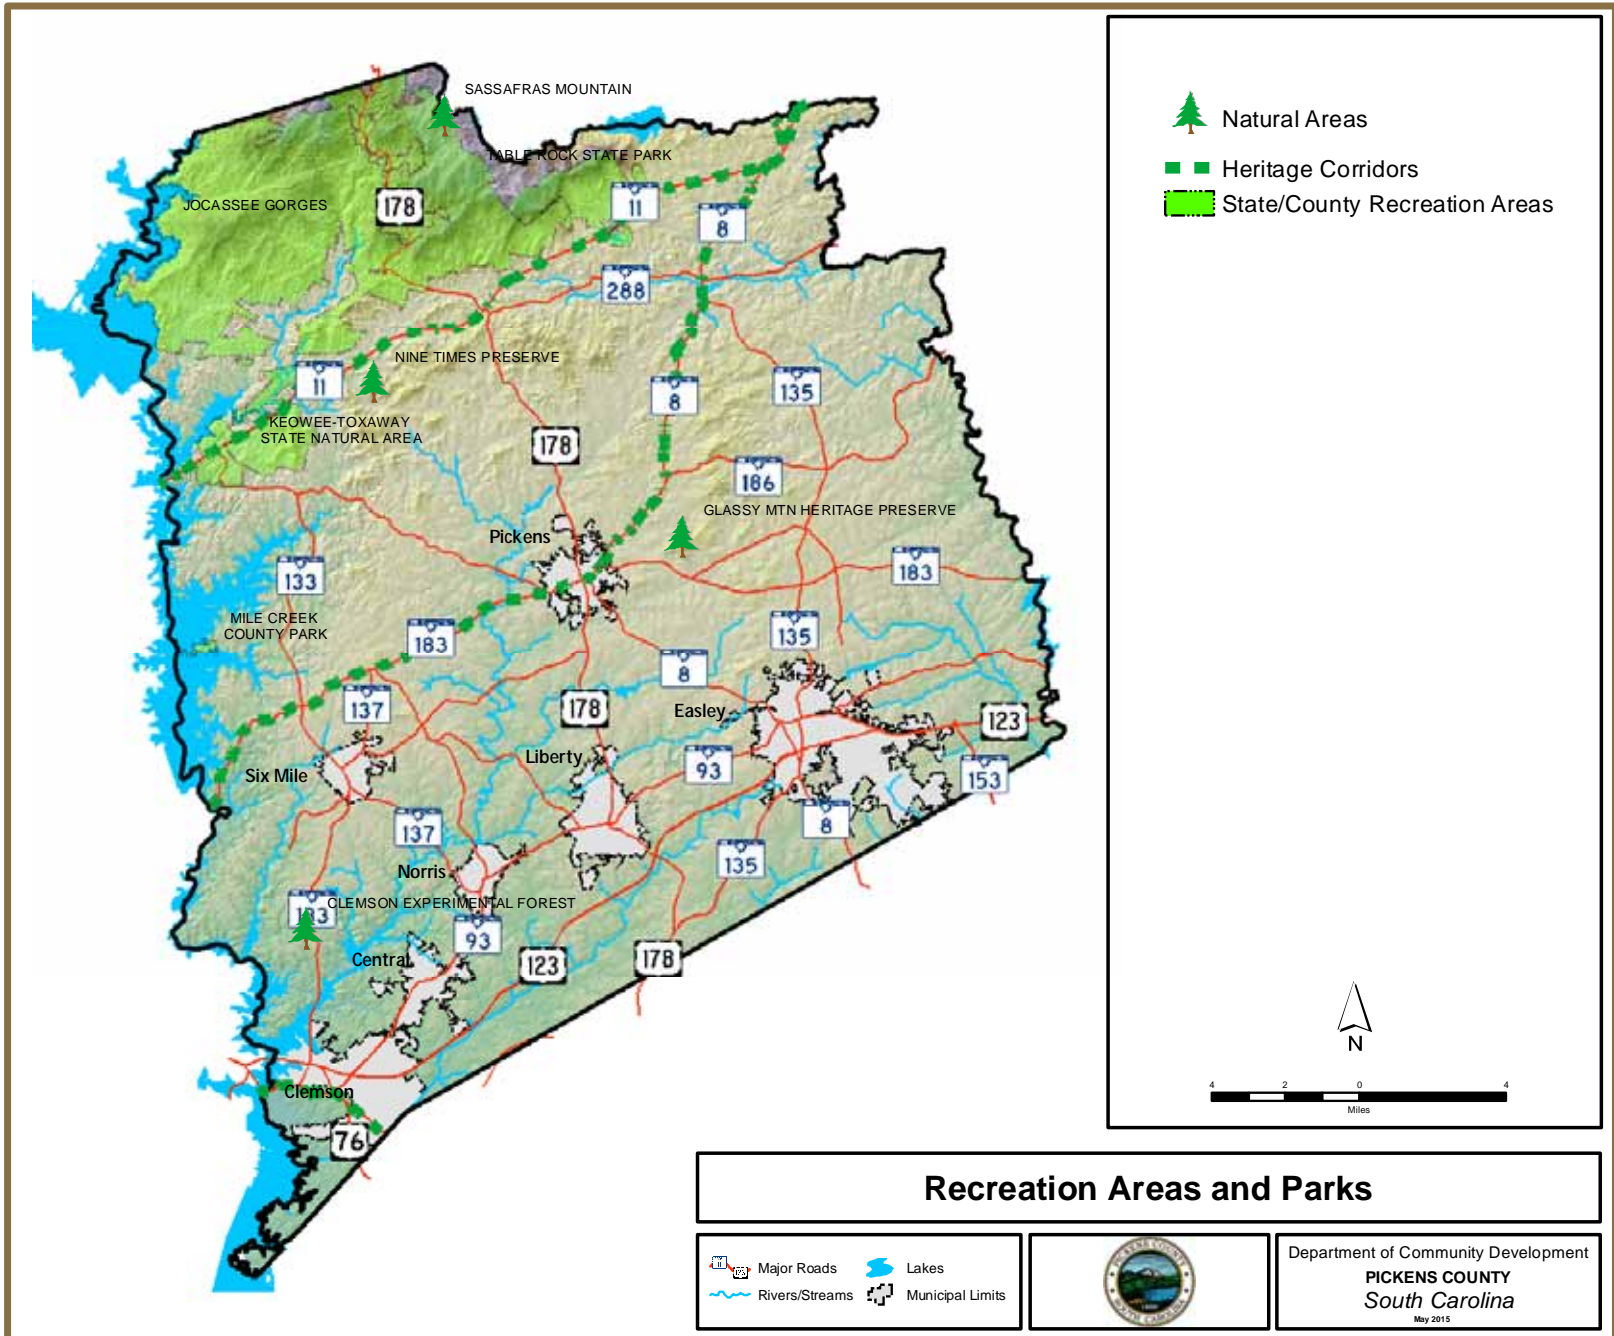 SASSAFRAS MOUNTAIN
TABLE ROCK STATE PARK
JOCASSEE GORGES
178
11
8
288
NINE TIMES PRESERVE
11
8
135
KEOWEE-TOXAWAY
STATE NATURAL AREA
178
186
GLASSY MTN HERITAGE PRESERVE
Pickens
133
183
MILE CREEK
COUNTY PARK
183
135
8
137
178
Easley
123
Liberty
93
Six Mile
153
137
8
135
Norris
CLEMSON EXPERIMENTAL FOREST
133
93
Central
123
178
Clemson
76
Natural Areas
Heritage Corridors
State/County Recreation Areas
N
4 2 0 4
Miles
Recreation Areas and Parks
Major Roads
Lakes
Rivers/Streams
Municipal Limits
PICKENS COUNTY
SOUTH CAROLINA
Department of Community Development
PICKENS COUNTY
South Carolina
May 2015